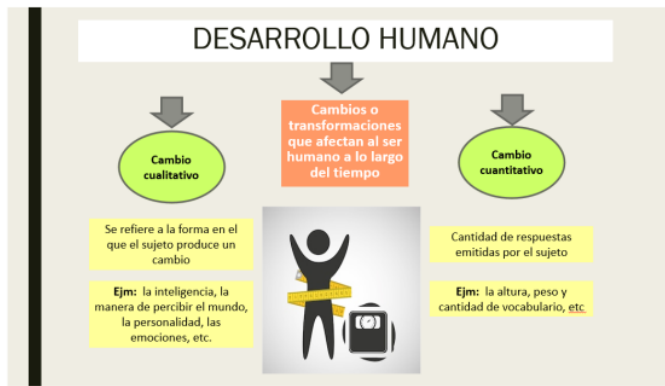 DESARROLLO HUMANO
Cambios o
transformaciones
que afectan al ser
humano a lo largo
del tiempo
Cambio
cualitativo
Se refiere a la forma en el
que el sujeto produce un
cambio
Ejm: la inteligencia, la
manera de percibir el mundo,
la personalidad, las
emociones, etc.
Cambio
cuantitativo
Cantidad de respuestas
emitidas por el sujeto
Ejm: la altura, peso y
cantidad de vocabulario, etc